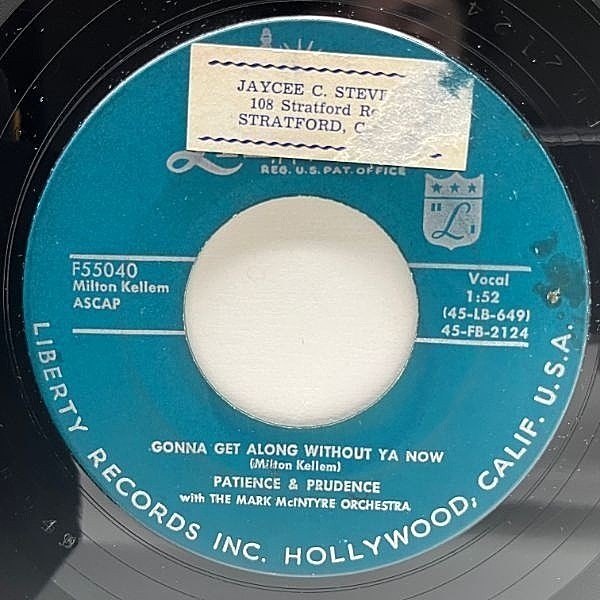 JAYCEE C.
108 Stratford
STRATFORD,
REG. U.S. PAT. OFFICE
"L"
F55040
Milton Kellem
ASCAP
Vocal
1:52
(45-LB-649)
45-FB-2124
GONNA GET ALONG WITHOUT YA NOW
(Milton Kellem)
PATIENCE & PRUDENCE
with THE MARK McINTYRE ORCHESTRA
LIBERTY RECORDS INC. HOLLYWOOD, CALIF. U.S.A.